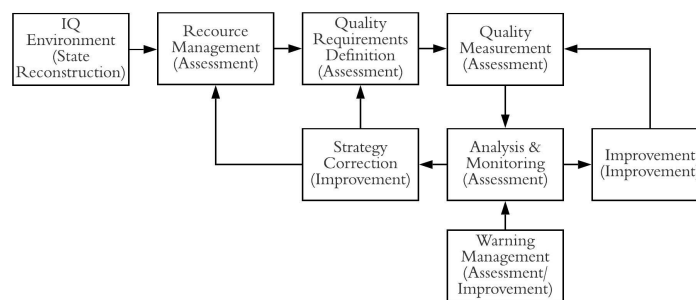 IQ
Environment
(State
Reconstruction)
Recource
Management
(Assessment)
Quality
Requirements
Definition
(Assessment)
Quality
Measurement
(Assessment)
Strategy
Correction
(Improvement)
Analysis &
Monitoring
(Assessment)
Improvement
(Improvement)
Warning
Management
(Assessment/
Improvement)